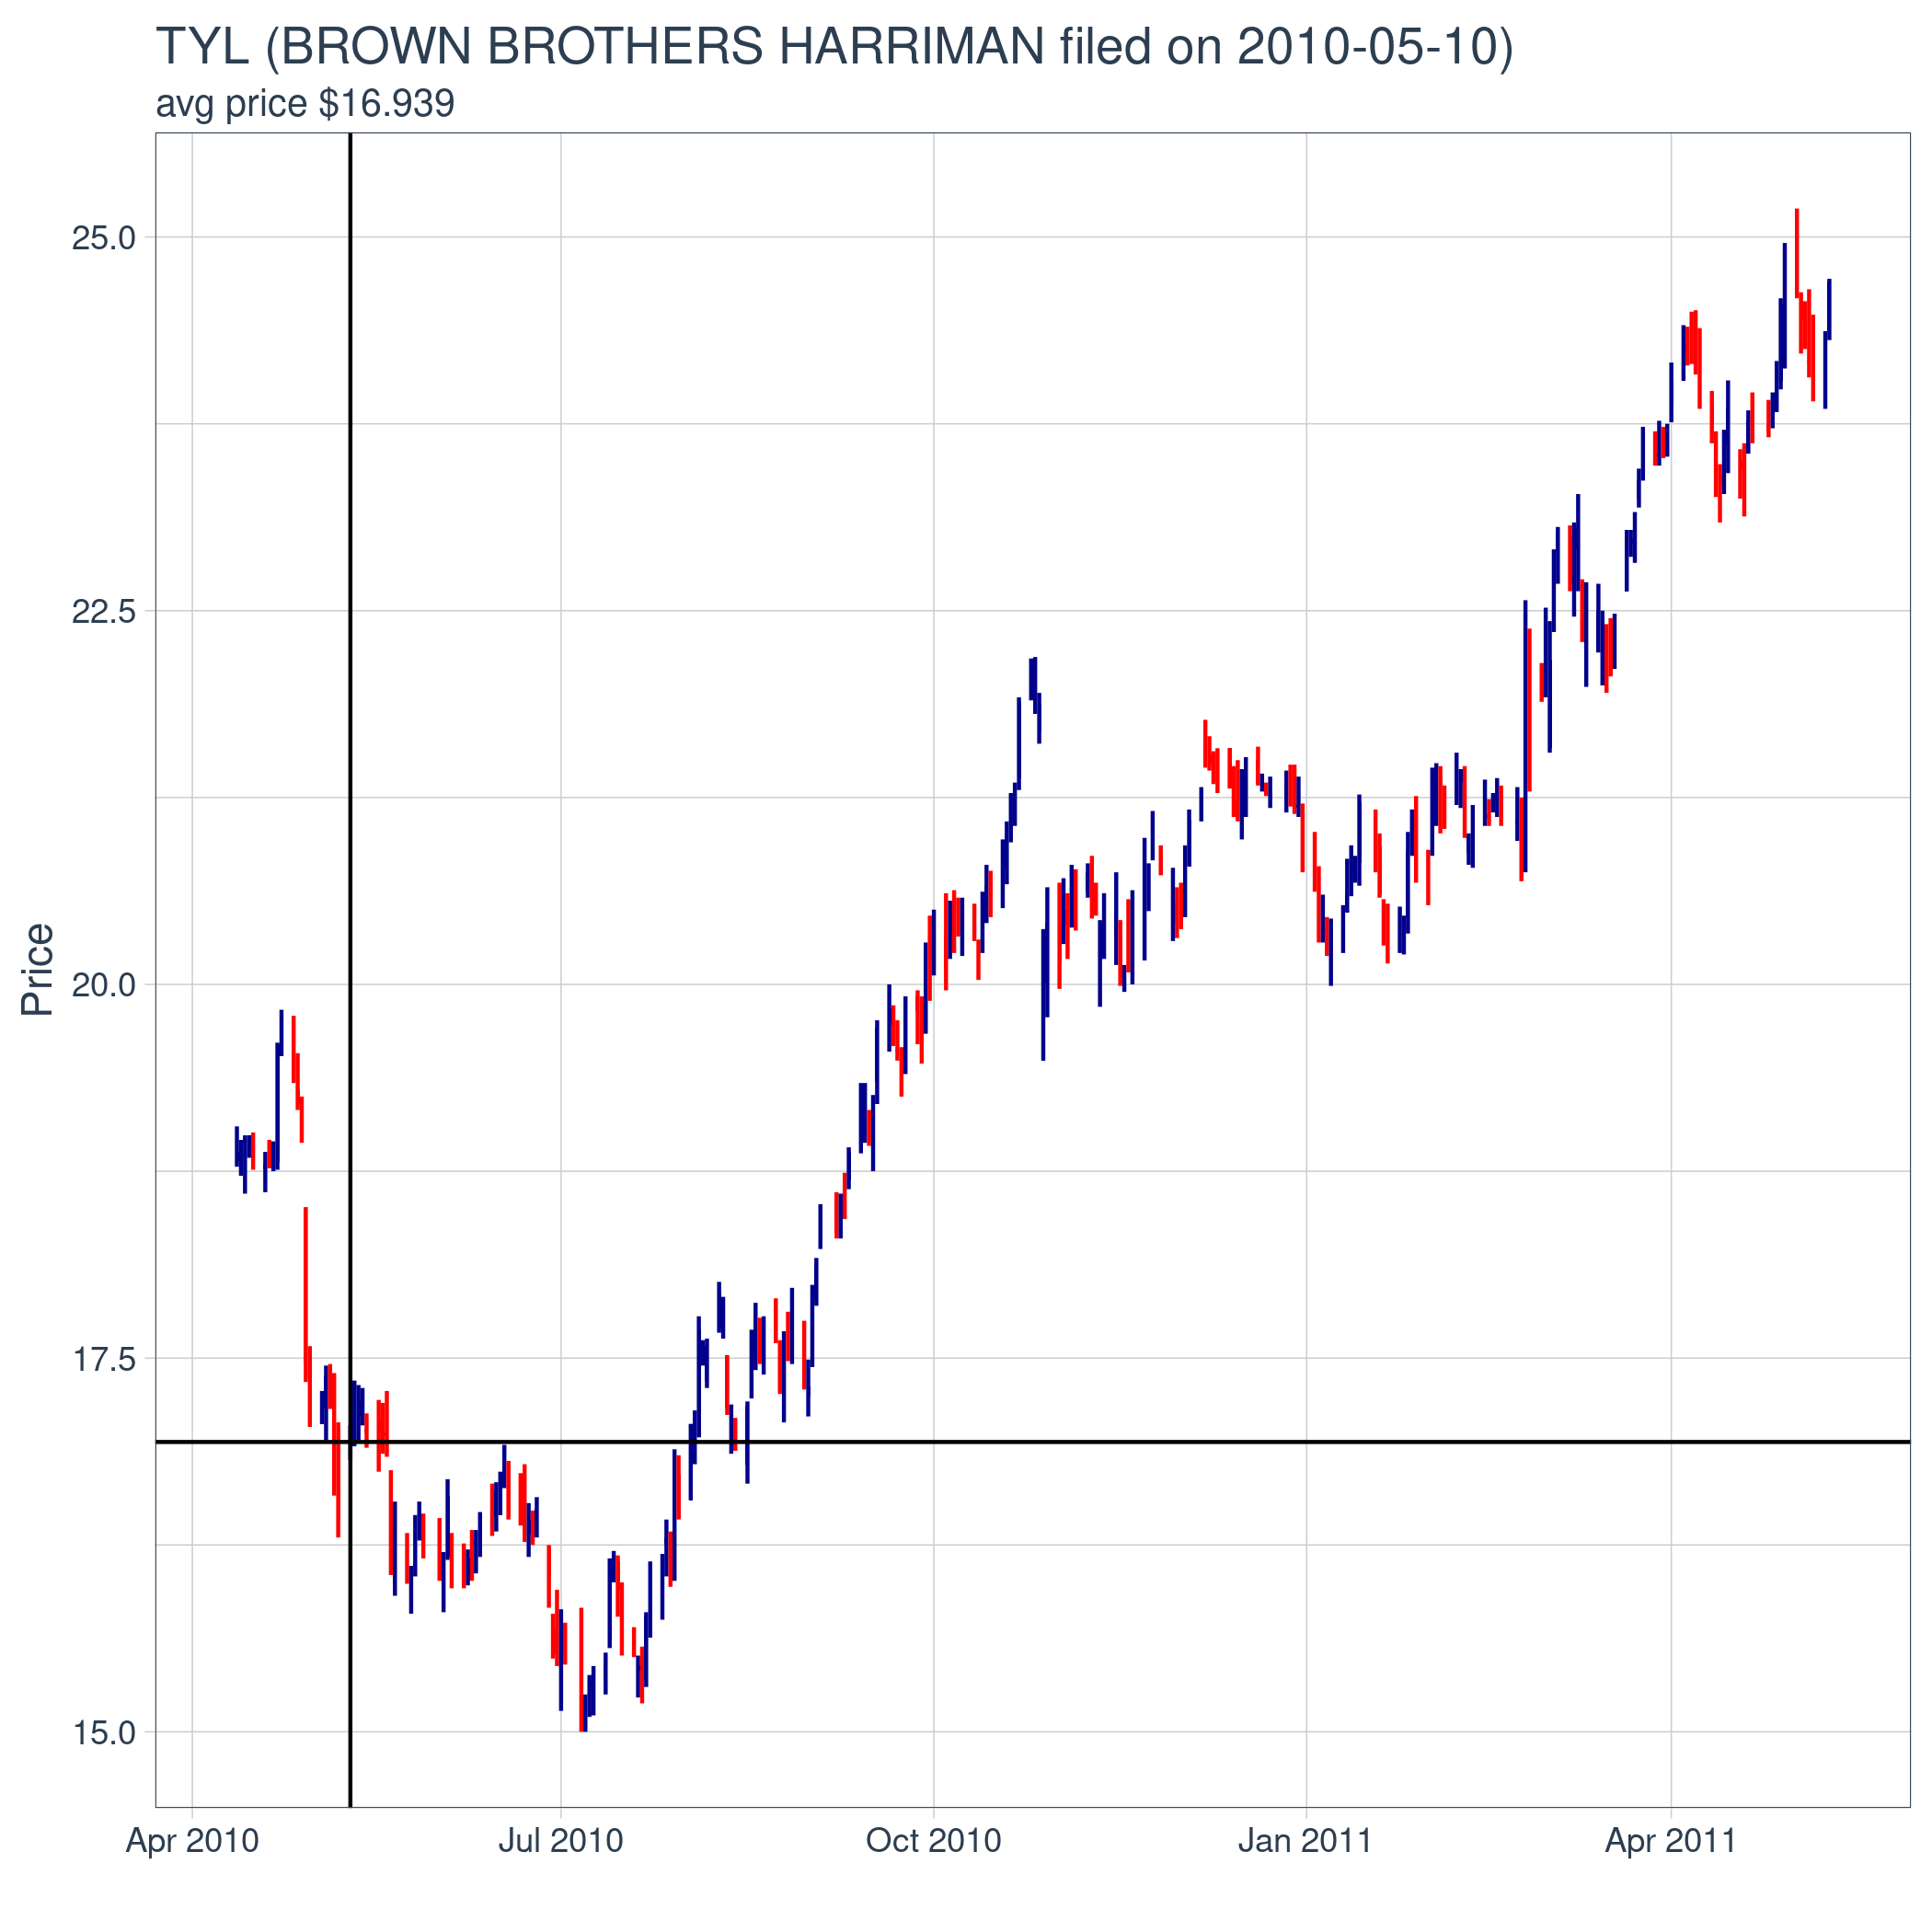 TYL (BROWN BROTHERS HARRIMAN filed on 2010-05-10)
avg price $16.939
25.0
22.5
20.0
17.5
15.0
Price
Apr 2010 Jul 2010 Oct 2010 Jan 2011 Apr 2011